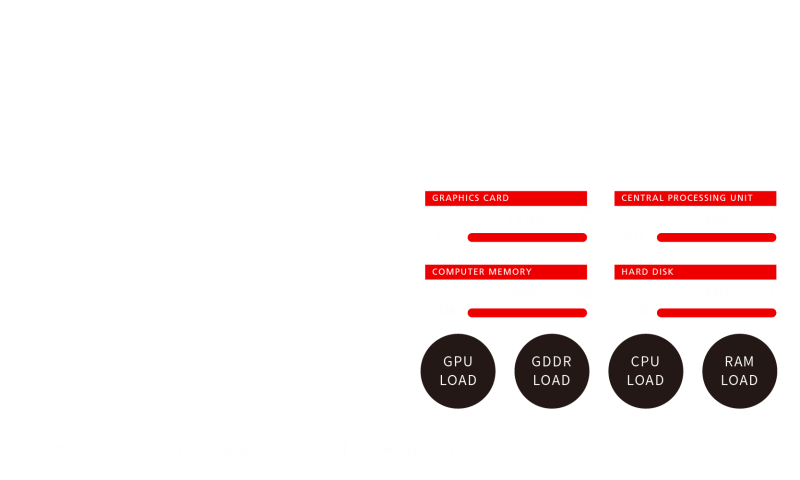 GRAPHICS CARD
CENTRAL PROCESSING UNIT
COMPUTER MEMORY
HARD DISK
GPU
LOAD
GDDR
LOAD
CPU
LOAD
RAM
LOAD